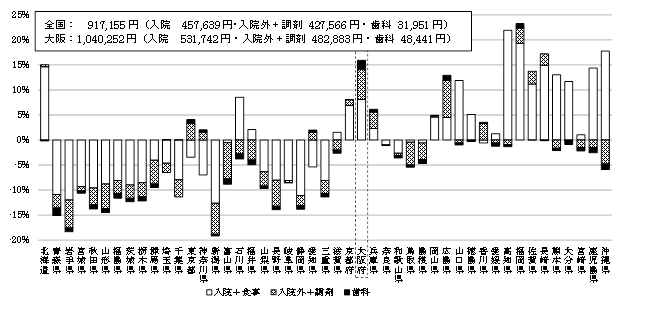 全国：　917,155円（入院　457,639円・入院外＋調剤 427,566円・歯科 31,951円）
大阪：1,040,252円（入院　531,742円・入院外＋調剤 482,883円・歯科 48,441円）
25%
20%
15%
10%
5%
0%
-5%
-10%
-15%
-20%
北海道 青森県 岩手県 宮城県 秋田県 山形県 福島県 茨城県 栃木県 群馬県 埼玉県 千葉県 東京都 神奈川県 新潟県 富山県 石川県 福井県 山梨県 長野県 岐阜県 静岡県 愛知県 三重県 滋賀県 京都府 大阪府 兵庫県 奈良県 和歌山県 鳥取県 島根県 岡山県 広島県 山口県 徳島県 香川県 愛媛県 高知県 福岡県 佐賀県 長崎県 熊本県 大分県 宮崎県 鹿児島県 沖縄県
入院＋食事 入院外＋調剤 歯科